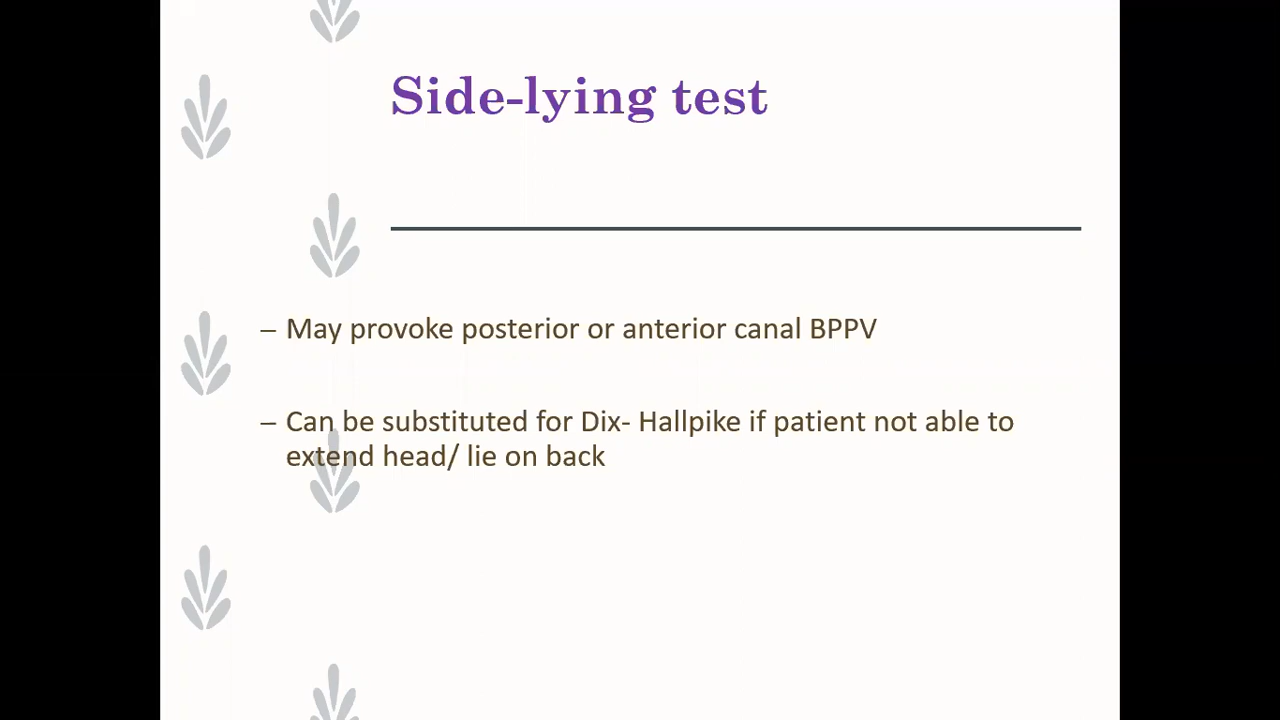 Side-lying test
– May provoke posterior or anterior canal BPPV
– Can be substituted for Dix- Hallpike if patient not able to
extend head/ lie on back